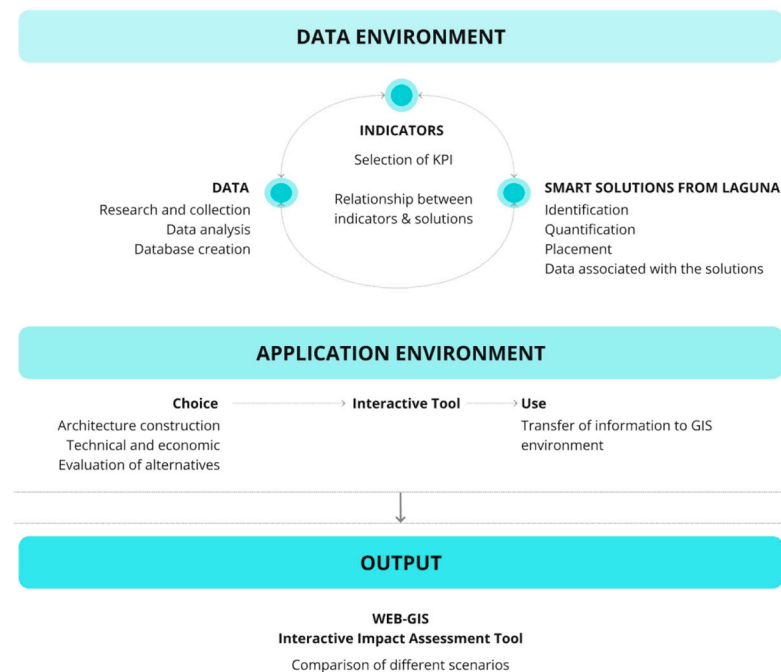 DATA ENVIRONMENT
INDICATORS
Selection of KPI
Relationship between
indicators & solutions
DATA
Research and collection
Data analysis
Database creation
SMART SOLUTIONS FROM LAGUNA
Identification
Quantification
Placement
Data associated with the solutions
APPLICATION ENVIRONMENT
Choice
Architecture construction
Technical and economic
Evaluation of alternatives
Interactive Tool
Use
Transfer of information to GIS
environment
OUTPUT
WEB-GIS
Interactive Impact Assessment Tool
Comparison of different scenarios